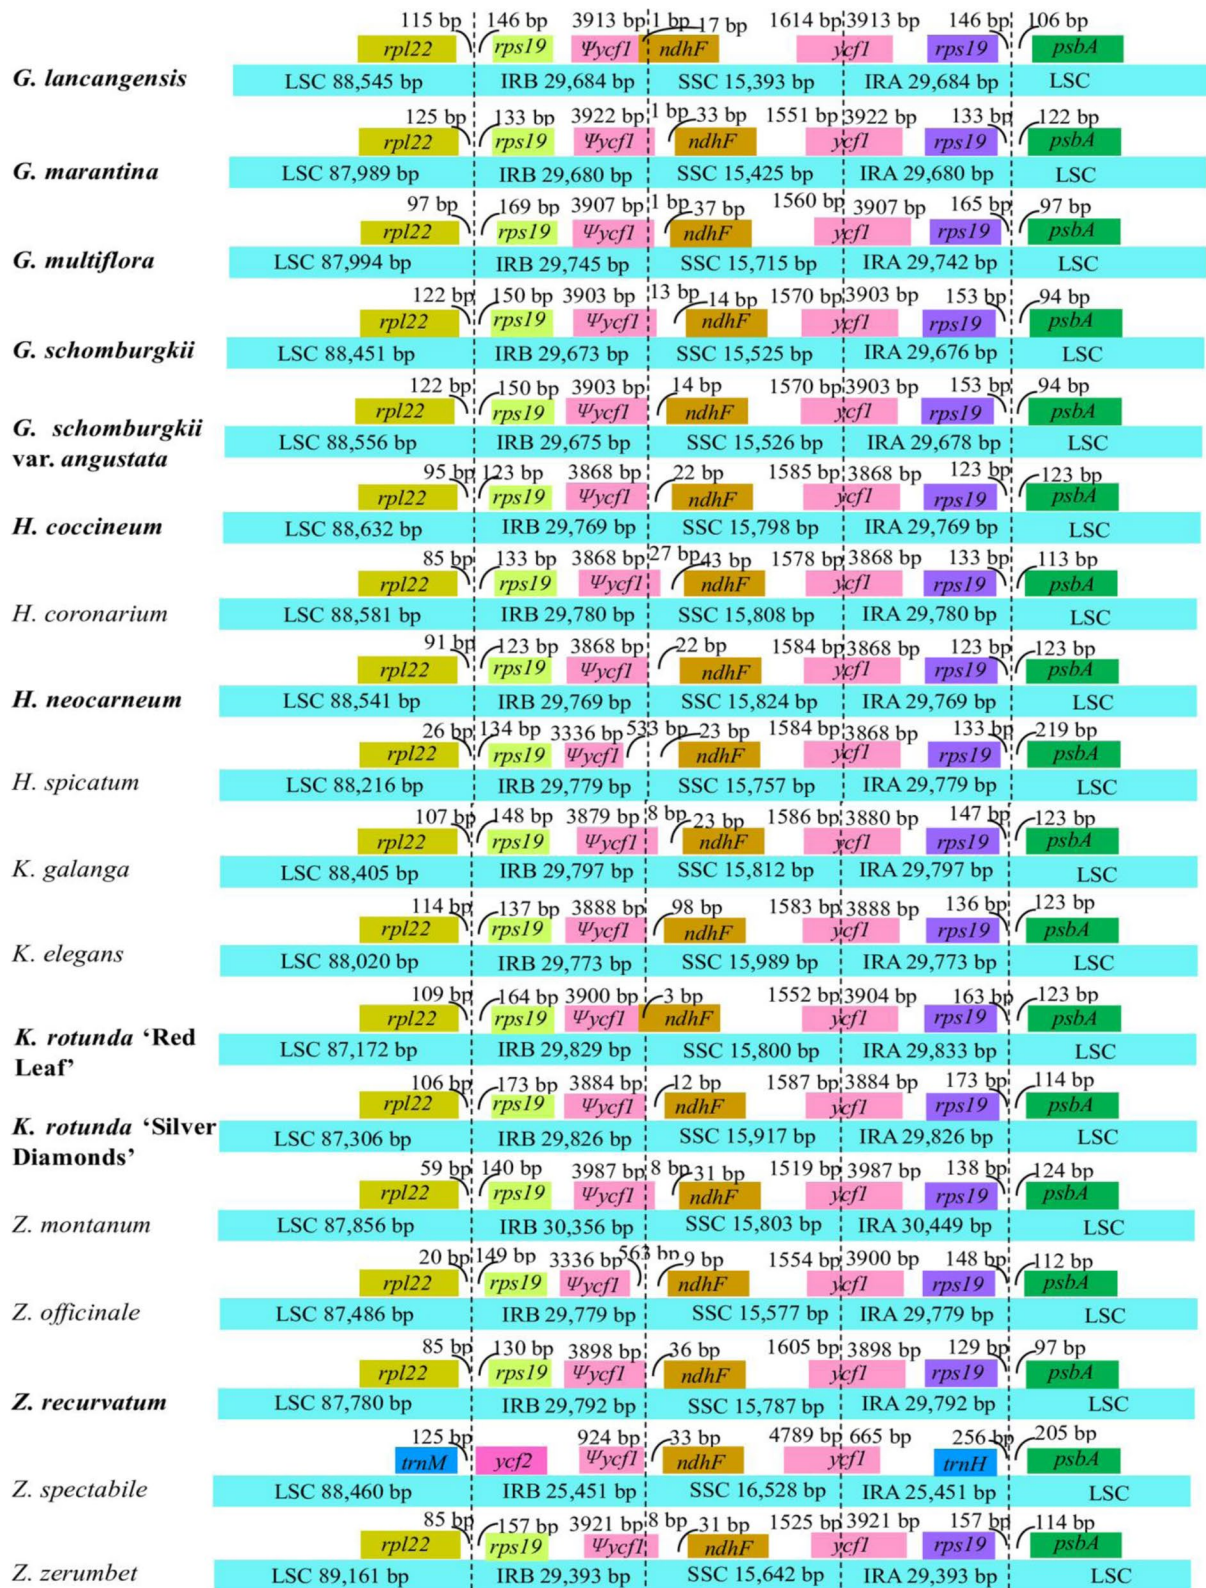 115 bp 146 bp 3913 bp 1 bp 17 bp 1614 bp 3913 bp 146 bp 106 bp
rpl22 rps19 Ψycf1 ndhF ycf1 rps19 psbA
G. lancangensis LSC 88,545 bp IRB 29,684 bp SSC 15,393 bp IRA 29,684 bp LSC
125 bp 133 bp 3922 bp 1 bp 33 bp 1551 bp 3922 bp 133 bp 122 bp
rpl22 rps19 Ψycf1 ndhF ycf1 rps19 psbA
G. marantina LSC 87,989 bp IRB 29,680 bp SSC 15,425 bp IRA 29,680 bp LSC
97 bp 169 bp 3907 bp 1 bp 37 bp 1560 bp 3907 bp 165 bp 97 bp
rpl22 rps19 Ψycf1 ndhF ycf1 rps19 psbA
G. multiflora LSC 87,994 bp IRB 29,745 bp SSC 15,715 bp IRA 29,742 bp LSC
122 bp 150 bp 3903 bp 13 bp 14 bp 1570 bp 3903 bp 153 bp 94 bp
rpl22 rps19 Ψycf1 ndhF ycf1 rps19 psbA
G. schomburgkii LSC 88,451 bp IRB 29,673 bp SSC 15,525 bp IRA 29,676 bp LSC
122 bp 150 bp 3903 bp 14 bp 1570 bp 3903 bp 153 bp 94 bp
rpl22 rps19 Ψycf1 ndhF ycf1 rps19 psbA
G. schomburgkii LSC 88,556 bp IRB 29,675 bp SSC 15,526 bp IRA 29,678 bp LSC
var. angustata
95 bp 123 bp 3868 bp 22 bp 1585 bp 3868 bp 123 bp 123 bp
rpl22 rps19 Ψycf1 ndhF ycf1 rps19 psbA
H. coccineum LSC 88,632 bp IRB 29,769 bp SSC 15,798 bp IRA 29,769 bp LSC
85 bp 133 bp 3868 bp 27 bp 43 bp 1578 bp 3868 bp 133 bp 113 bp
rpl22 rps19 Ψycf1 ndhF ycf1 rps19 psbA
H. coronarium LSC 88,581 bp IRB 29,780 bp SSC 15,808 bp IRA 29,780 bp LSC
91 bp 123 bp 3868 bp 22 bp 1584 bp 3868 bp 123 bp 123 bp
rpl22 rps19 Ψycf1 ndhF ycf1 rps19 psbA
H. neocarneum LSC 88,541 bp IRB 29,769 bp SSC 15,824 bp IRA 29,769 bp LSC
26 bp 134 bp 3336 bp 533 bp 23 bp 1584 bp 3868 bp 133 bp 219 bp
rpl22 rps19 Ψycf1 ndhF ycf1 rps19 psbA
H. spicatum LSC 88,216 bp IRB 29,779 bp SSC 15,757 bp IRA 29,779 bp LSC
107 bp 148 bp 3879 bp 8 bp 23 bp 1586 bp 3880 bp 147 bp 123 bp
rpl22 rps19 Ψycf1 ndhF ycf1 rps19 psbA
K. galanga LSC 88,405 bp IRB 29,797 bp SSC 15,812 bp IRA 29,797 bp LSC
114 bp 137 bp 3888 bp 98 bp 1583 bp 3888 bp 136 bp 123 bp
rpl22 rps19 Ψycf1 ndhF ycf1 rps19 psbA
K. elegans LSC 88,020 bp IRB 29,773 bp SSC 15,989 bp IRA 29,773 bp LSC
109 bp 164 bp 3900 bp 3 bp 1552 bp 3904 bp 163 bp 123 bp
rpl22 rps19 Ψycf1 ndhF ycf1 rps19 psbA
K. rotunda ‘Red LSC 87,172 bp IRB 29,829 bp SSC 15,800 bp IRA 29,833 bp LSC
Leaf’
106 bp 173 bp 3884 bp 12 bp 1587 bp 3884 bp 173 bp 114 bp
rpl22 rps19 Ψycf1 ndhF ycf1 rps19 psbA
K. rotunda ‘Silver LSC 87,306 bp IRB 29,826 bp SSC 15,917 bp IRA 29,826 bp LSC
Diamonds’
59 bp 140 bp 3987 bp 8 bp 31 bp 1519 bp 3987 bp 138 bp 124 bp
rpl22 rps19 Ψycf1 ndhF ycf1 rps19 psbA
Z. montanum LSC 87,856 bp IRB 30,356 bp SSC 15,803 bp IRA 30,449 bp LSC
20 bp 149 bp 3336 bp 563 bp 9 bp 1554 bp 3900 bp 148 bp 112 bp
rpl22 rps19 Ψycf1 ndhF ycf1 rps19 psbA
Z. officinale LSC 87,486 bp IRB 29,779 bp SSC 15,577 bp IRA 29,779 bp LSC
85 bp 130 bp 3898 bp 36 bp 1605 bp 3898 bp 129 bp 97 bp
rpl22 rps19 Ψycf1 ndhF ycf1 rps19 psbA
Z. recurvatum LSC 87,780 bp IRB 29,792 bp SSC 15,787 bp IRA 29,792 bp LSC
125 bp 924 bp 33 bp 4789 bp 665 bp 256 bp 205 bp
trnM ycf2 Ψycf1 ndhF ycf1 trnH psbA
Z. spectabile LSC 88,460 bp IRB 25,451 bp SSC 16,528 bp IRA 25,451 bp LSC
85 bp 157 bp 3921 bp 8 bp 31 bp 1525 bp 3921 bp 157 bp 114 bp
rpl22 rps19 Ψycf1 ndhF ycf1 rps19 psbA
Z. zerumbet LSC 89,161 bp IRB 29,393 bp SSC 15,642 bp IRA 29,393 bp LSC